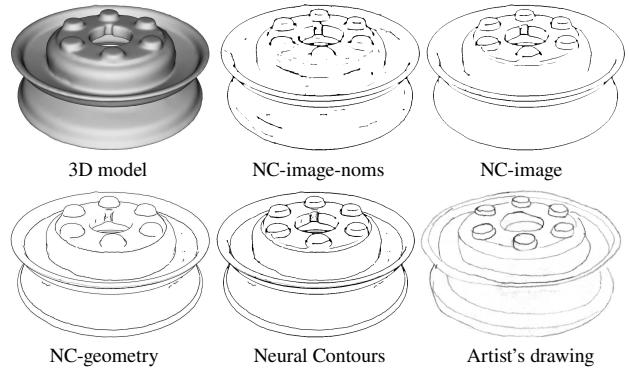 3D model
NC-image-noms
NC-image
NC-geometry
Neural Contours
Artist's drawing